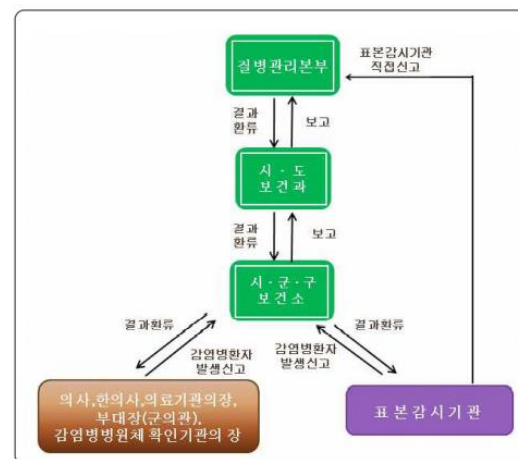 표본감시기관
직접신고
질병관리본부
결과
환류
보고
시·도
보건과
결과
환류
보고
시·군·구
보건소
결과환류
감염병환자
발생신고
감염병환자
발생신고
결과환류
의사,한의사,의료기관의장,
부대장(군의관),
감염병병원체 확인기관의 장
표본감시기관